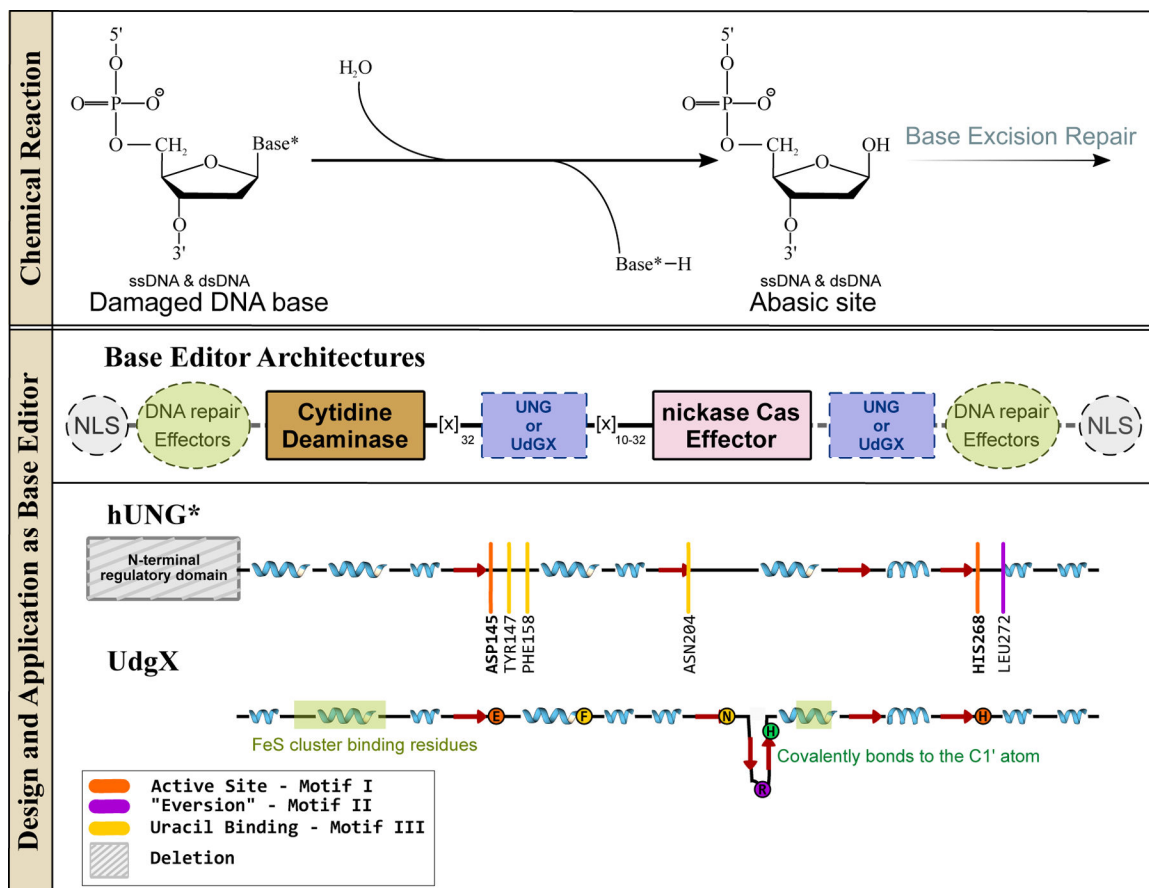 Chemical Reaction
5'
O
O
P
O
⊖
O
CH2
Base*
O
O
3'
ssDNA & dsDNA
Damaged DNA base
H2O
Base*–H
5'
O
O
P
O
⊖
O
CH2
OH
O
O
3'
ssDNA & dsDNA
Abasic site
Base Excision Repair
Design and Application as Base Editor
Base Editor Architectures
NLS
DNA repair
Effectors
Cytidine
Deaminase
[X]32
UNG
or
UdGX
[X]10-32
nickase Cas
Effector
UNG
or
UdGX
DNA repair
Effectors
NLS
hUNG*
N-terminal
regulatory domain
ASP145
TYR147
PHE158
ASN204
HIS268
LEU272
UdgX
E
F
N
H
R
H
FeS cluster binding residues
Covalently bonds to the C1' atom
Active Site - Motif I
"Eversion" - Motif II
Uracil Binding - Motif III
Deletion